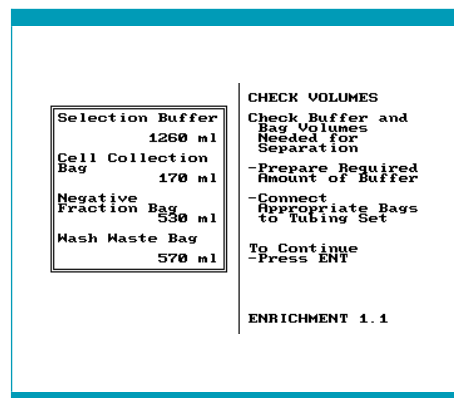 Selection Buffer
1260 ml
Cell Collection
Bag
170 ml
Negative
Fraction Bag
530 ml
Wash Waste Bag
570 ml
CHECK VOLUMES
Check Buffer and
Bag Volumes
Needed for
Separation
-Prepare Required
Amount of Buffer
-Connect
Appropriate Bags
to Tubing Set
To Continue
-Press ENT
ENRICHMENT 1.1